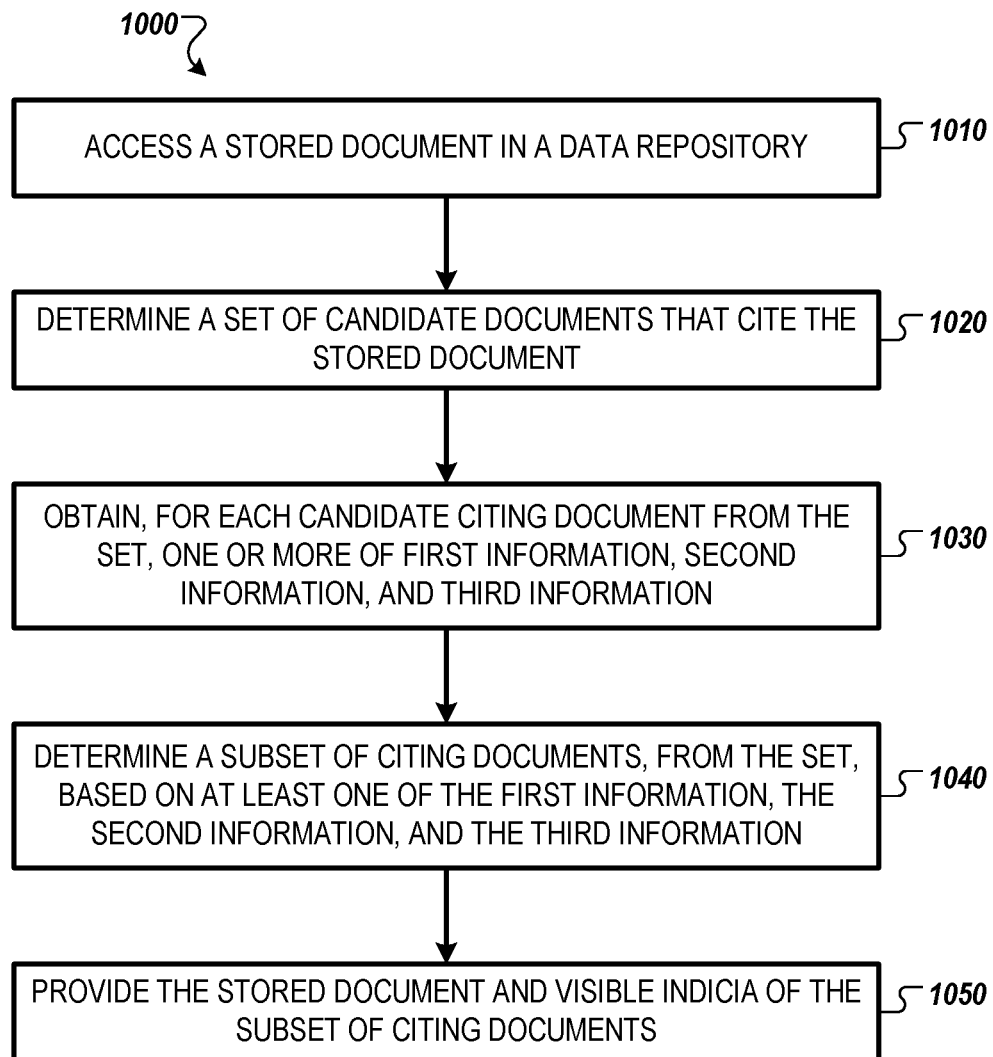 1000
ACCESS A STORED DOCUMENT IN A DATA REPOSITORY
1010
DETERMINE A SET OF CANDIDATE DOCUMENTS THAT CITE THE
STORED DOCUMENT
1020
OBTAIN, FOR EACH CANDIDATE CITING DOCUMENT FROM THE
SET, ONE OR MORE OF FIRST INFORMATION, SECOND
INFORMATION, AND THIRD INFORMATION
1030
DETERMINE A SUBSET OF CITING DOCUMENTS, FROM THE SET,
BASED ON AT LEAST ONE OF THE FIRST INFORMATION, THE
SECOND INFORMATION, AND THE THIRD INFORMATION
1040
PROVIDE THE STORED DOCUMENT AND VISIBLE INDICIA OF THE
SUBSET OF CITING DOCUMENTS
1050